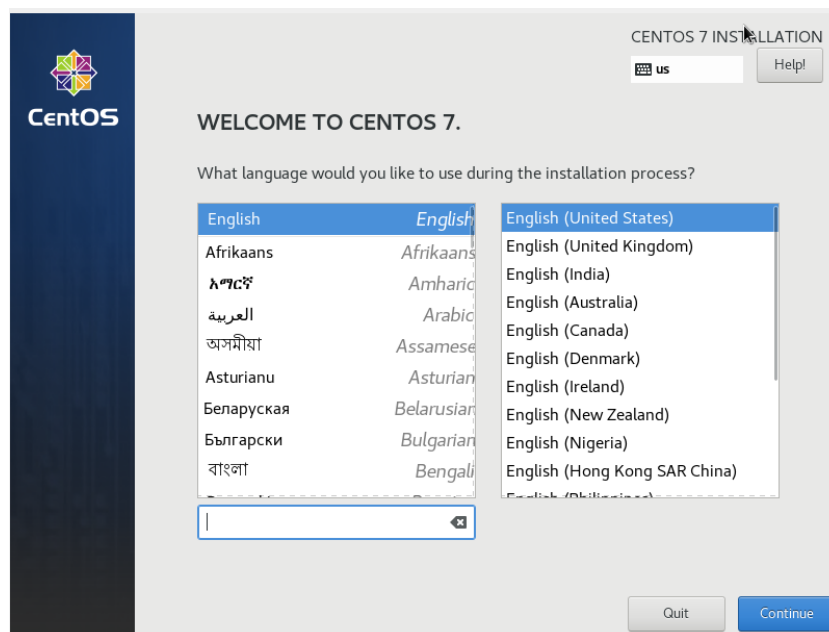 CentOS
CENTOS 7 INSTALLATION
us
Help!
WELCOME TO CENTOS 7.
What language would you like to use during the installation process?
English English
Afrikaans Afrikaans
አማርኛ Amharic
العربية Arabic
অসমীয়া Assamese
Asturianu Asturian
Беларуская Belarusian
Български Bulgarian
বাংলা Bengali
English (United States)
English (United Kingdom)
English (India)
English (Australia)
English (Canada)
English (Denmark)
English (Ireland)
English (New Zealand)
English (Nigeria)
English (Hong Kong SAR China)
English (Philippines)
Quit
Continue